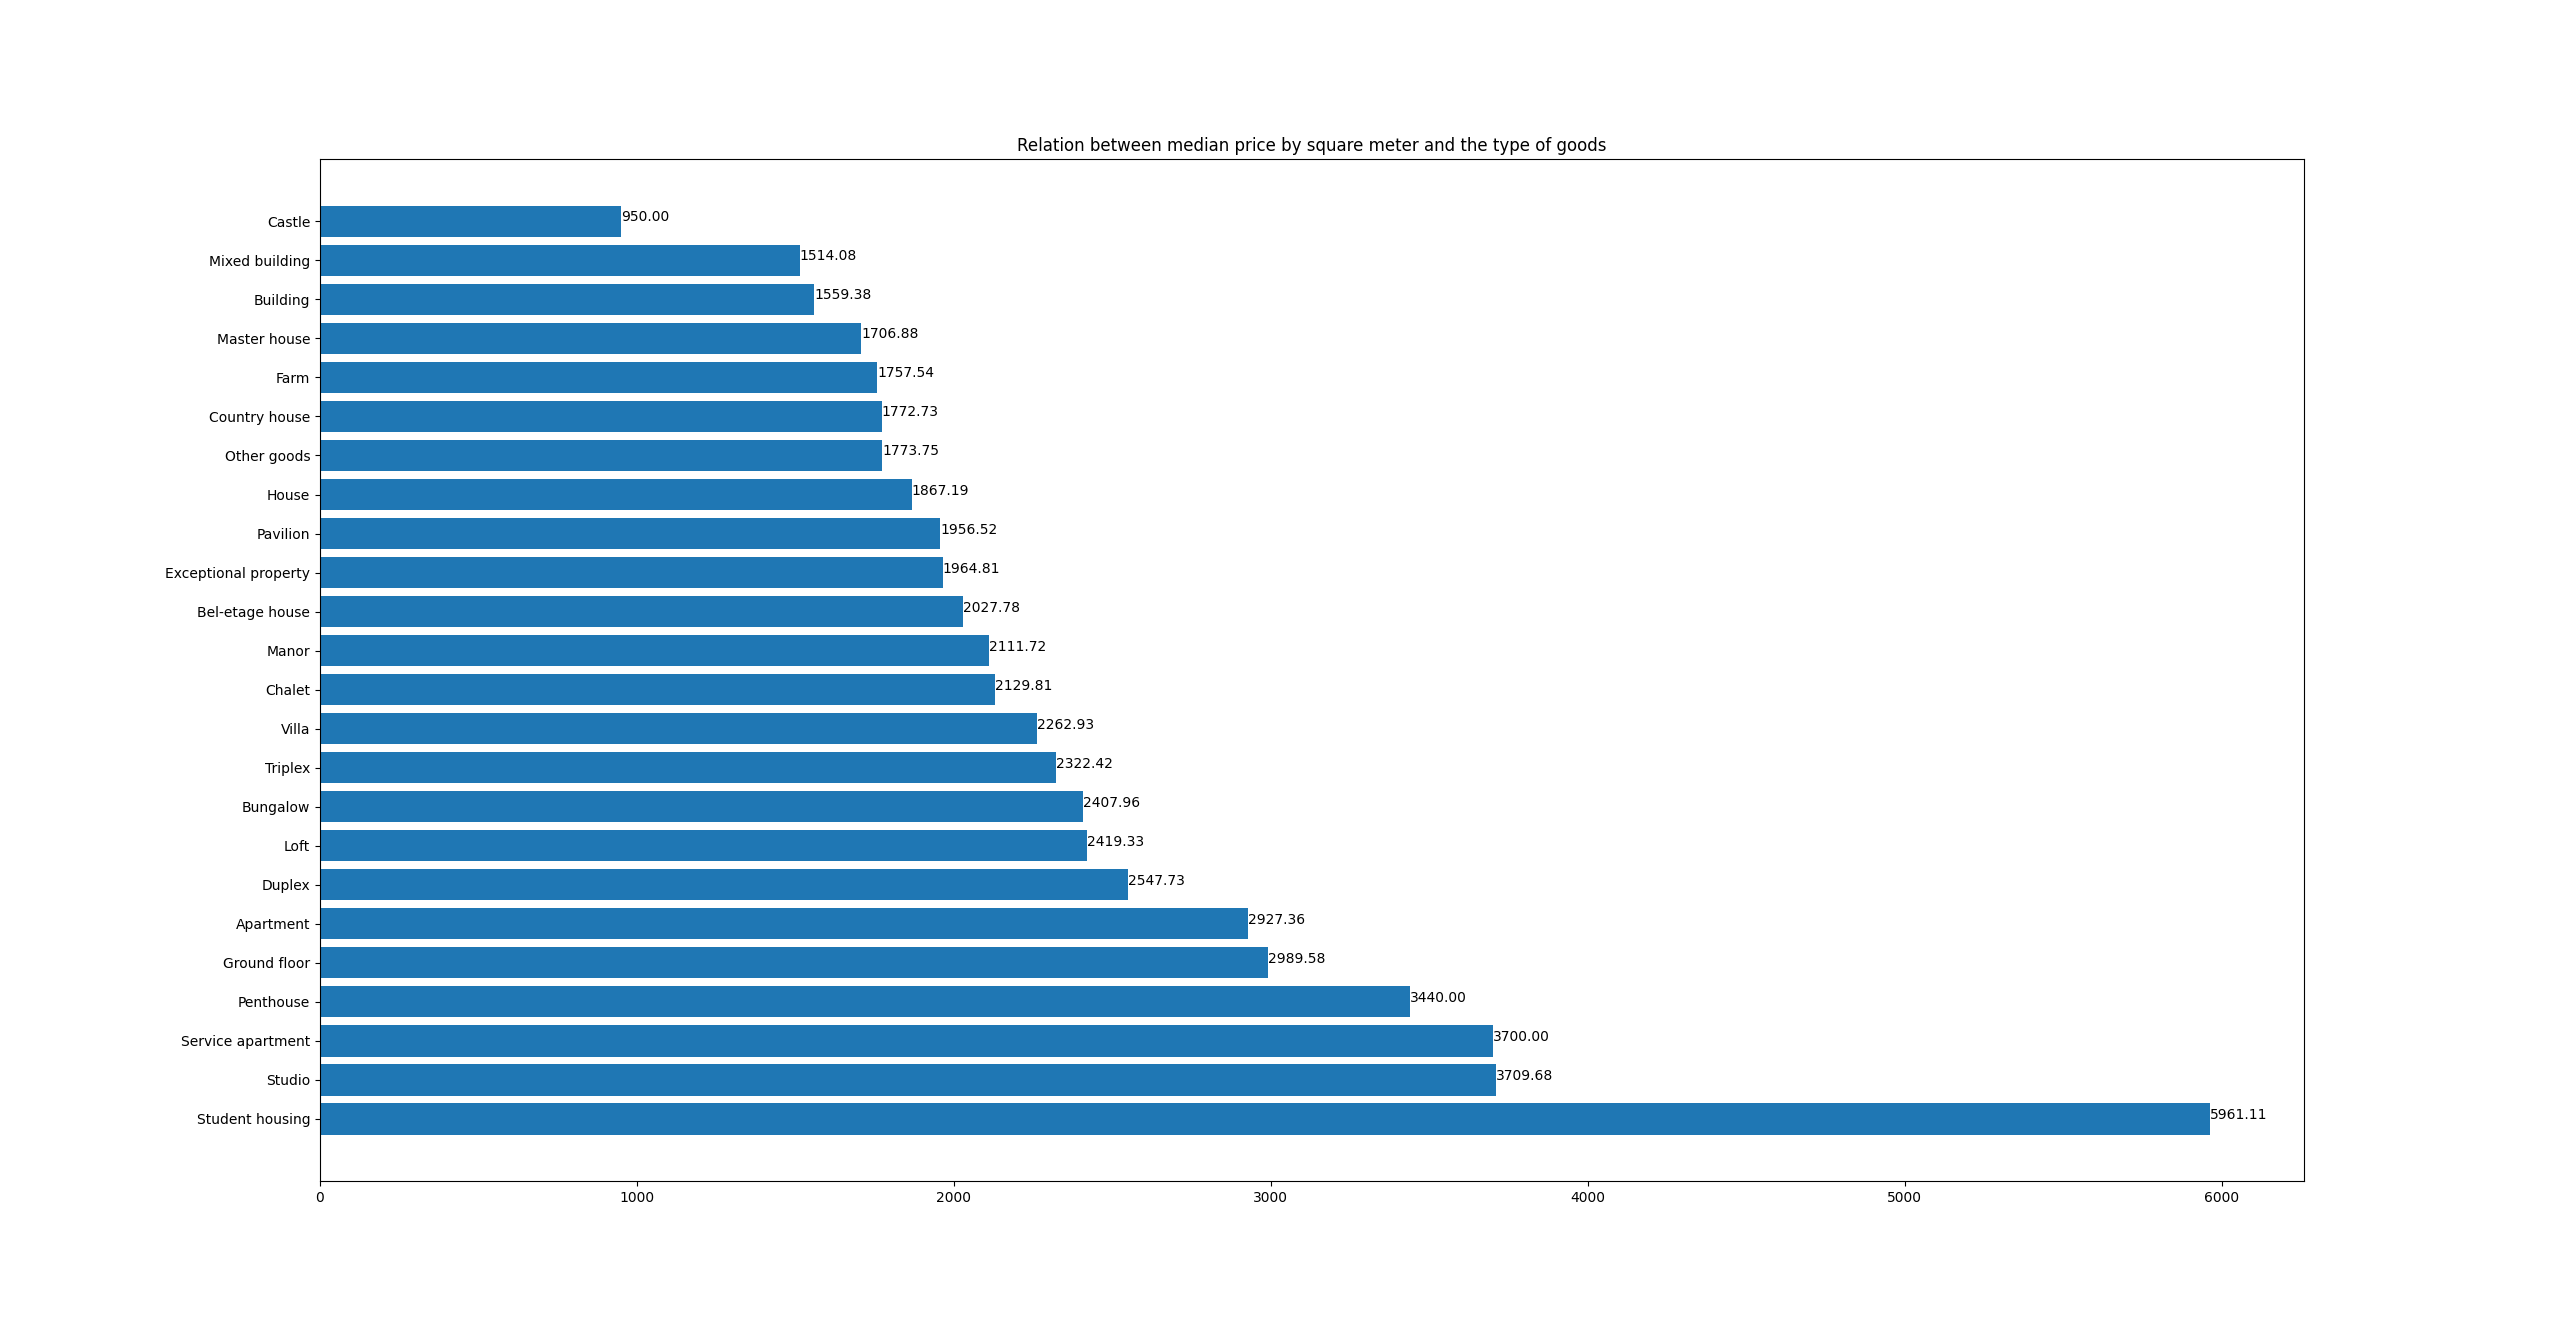 Relation between median price by square meter and the type of goods
Castle 950.00
Mixed building 1514.08
Building 1559.38
Master house 1706.88
Farm 1757.54
Country house 1772.73
Other goods 1773.75
House 1867.19
Pavilion 1956.52
Exceptional property 1964.81
Bel-etage house 2027.78
Manor 2111.72
Chalet 2129.81
Villa 2262.93
Triplex 2322.42
Bungalow 2407.96
Loft 2419.33
Duplex 2547.73
Apartment 2927.36
Ground floor 2989.58
Penthouse 3440.00
Service apartment 3700.00
Studio 3709.68
Student housing 5961.11
0 1000 2000 3000 4000 5000 6000